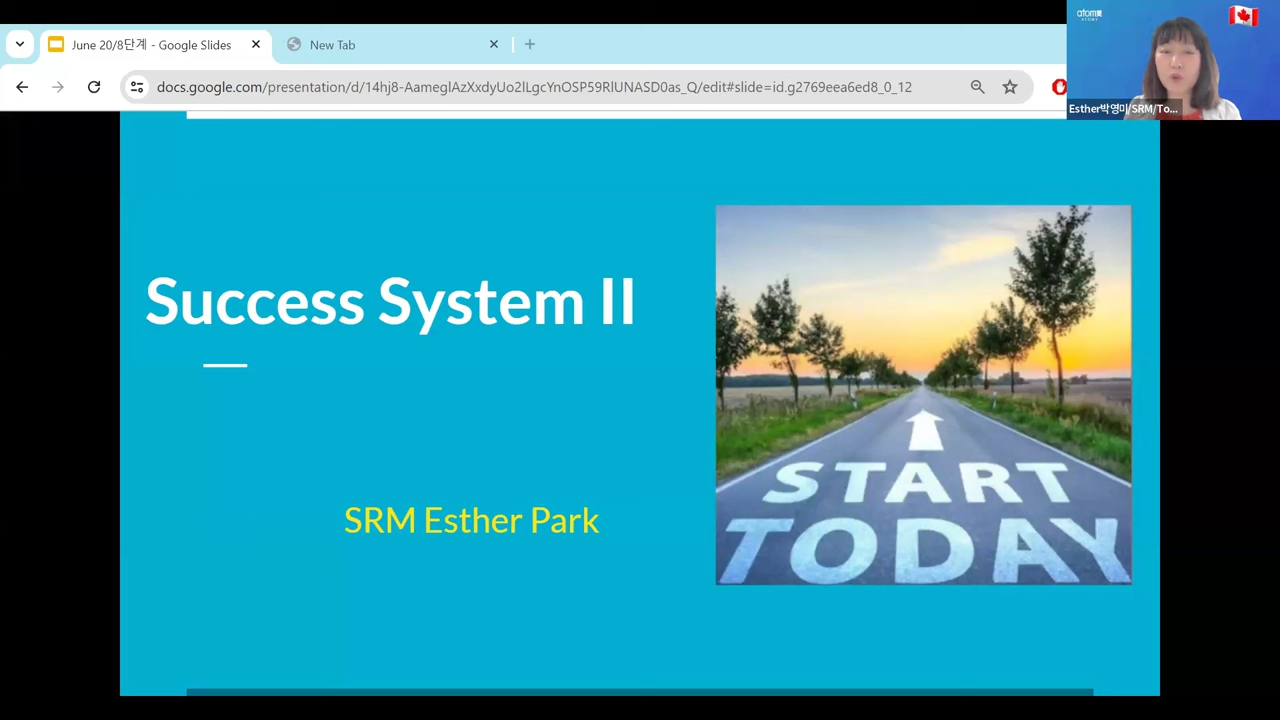 June 20/8단계 - Google Slides
New Tab
docs.google.com/presentation/d/14hj8-AameglAzXxdyUo2lLgcYnOSP59RlUNASD0as_Q/edit#slide=id.g2769eea6ed8_0_12
Esther박영미/SRM/To...
Success System II
SRM Esther Park
START
TODAY